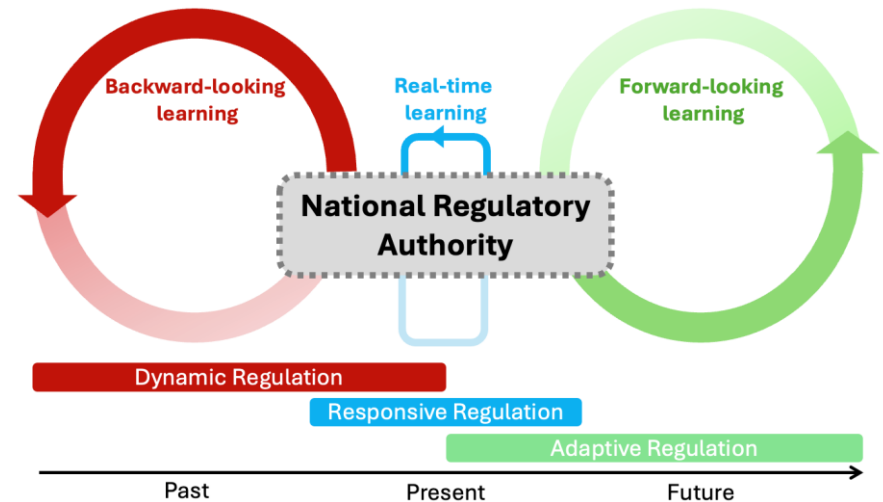 Backward-looking
learning
Real-time
learning
Forward-looking
learning
National Regulatory
Authority
Dynamic Regulation
Responsive Regulation
Adaptive Regulation
Past
Present
Future